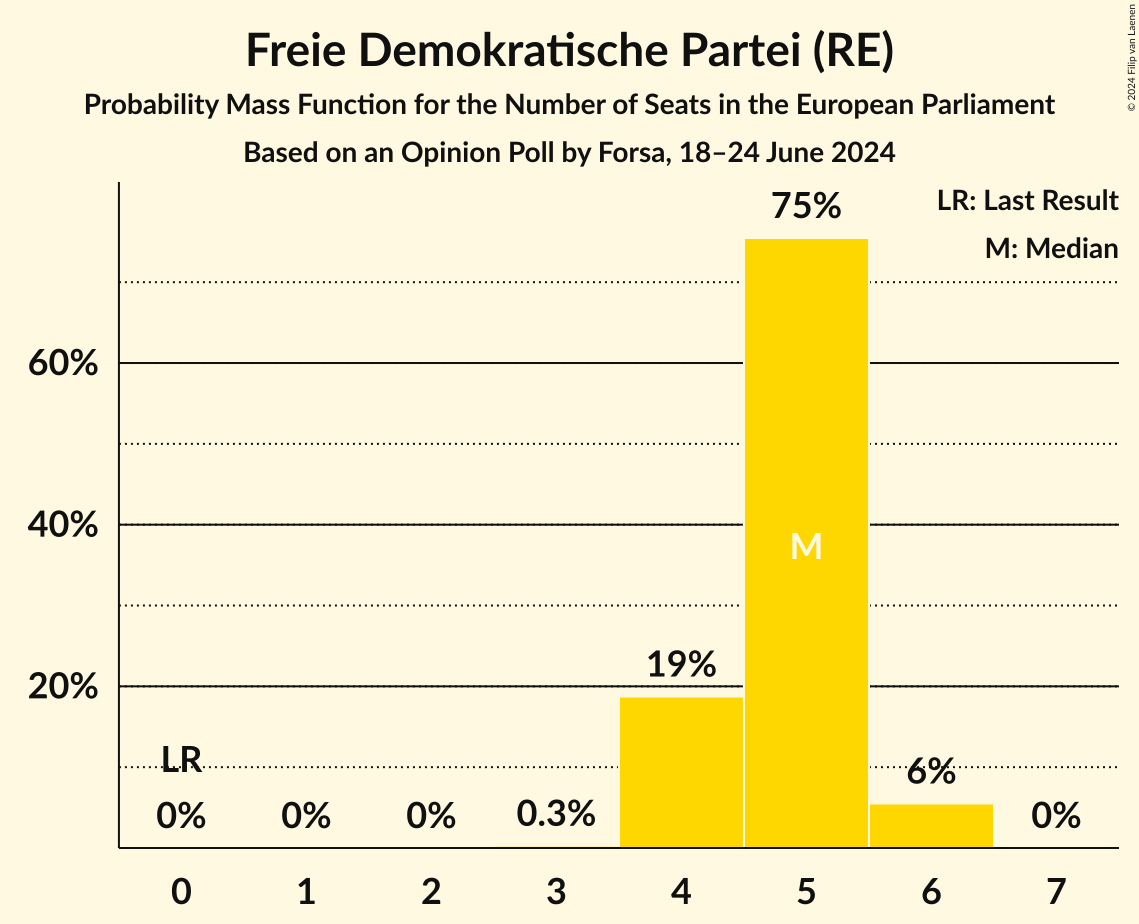 Freie Demokratische Partei (RE)
Probability Mass Function for the Number of Seats in the European Parliament
Based on an Opinion Poll by Forsa, 18–24 June 2024
© 2024 Filip van Laenen
LR: Last Result
M: Median
75%
60%
40%
M
19%
20%
LR
6%
0%
0%
0%
0.3%
0%
0
1
2
3
4
5
6
7